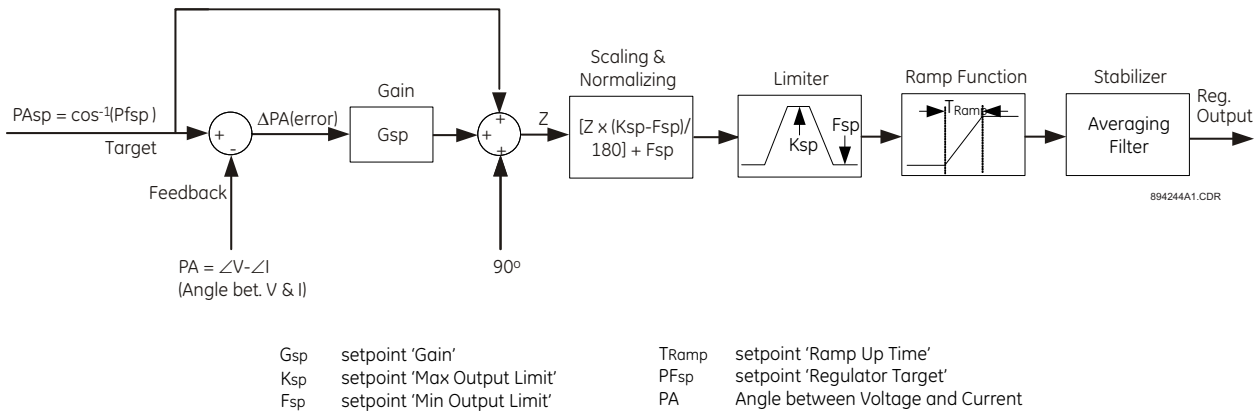 Scaling &
Normalizing
Limiter
Ramp Function
Stabilizer
Gain
Reg.
Output
PAsp = cos-1(Pfsp)
Target
ΔPA(error)
Gsp
Z
[Z x (Ksp-Fsp)/
180] + Fsp
Ksp
Fsp
TRamp
Averaging
Filter
+
-
+
+
+
Feedback
894244A1.CDR
PA = ∠V-∠I
(Angle bet. V & I)
90º
Gsp setpoint 'Gain'
Ksp setpoint 'Max Output Limit'
Fsp setpoint 'Min Output Limit'
TRamp setpoint 'Ramp Up Time'
PFsp setpoint 'Regulator Target'
PA Angle between Voltage and Current